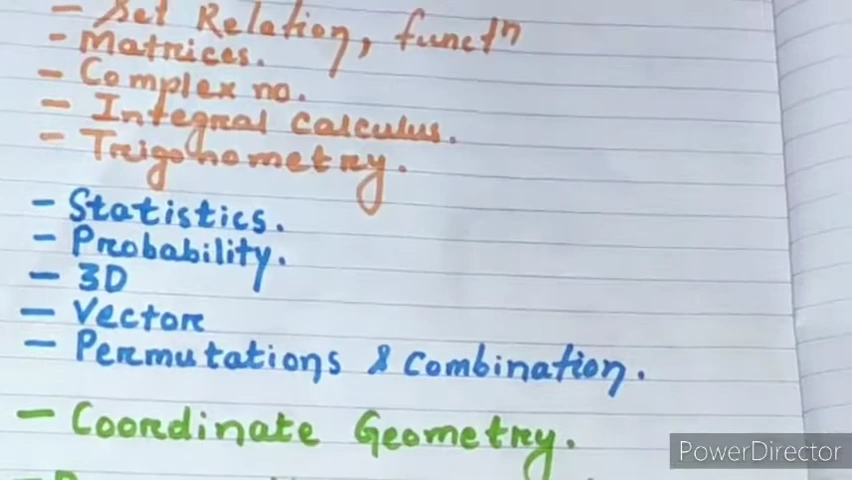 - Set Relation, functn
- Matrices.
- Complex no.
- Integral calculus.
- Trigonometry.
- Statistics.
- Probability.
- 3D
- Vector
- Permutations & Combination.
- Coordinate Geometry.
PowerDirector